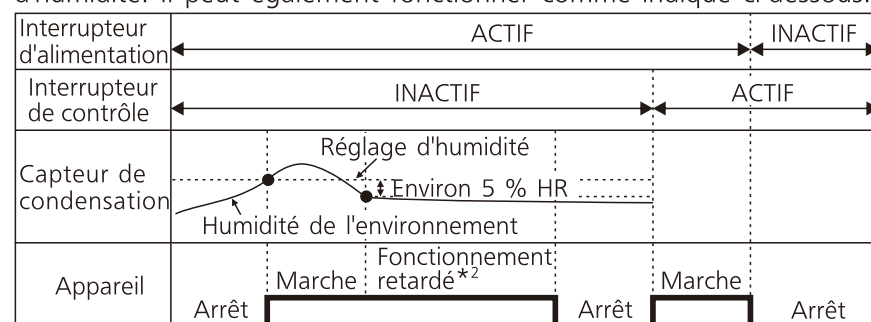 d'humidité. Il peut également fonctionner comme indiqué ci-dessous.
Interrupteur
d'alimentation
ACTIF
INACTIF
Interrupteur
de contrôle
INACTIF
ACTIF
Capteur de
condensation
Réglage d'humidité
Environ 5 % HR
Humidité de l'environnement
Appareil
Arrêt
Marche
Fonctionnement
retardé*2
Arrêt
Marche
Arrêt